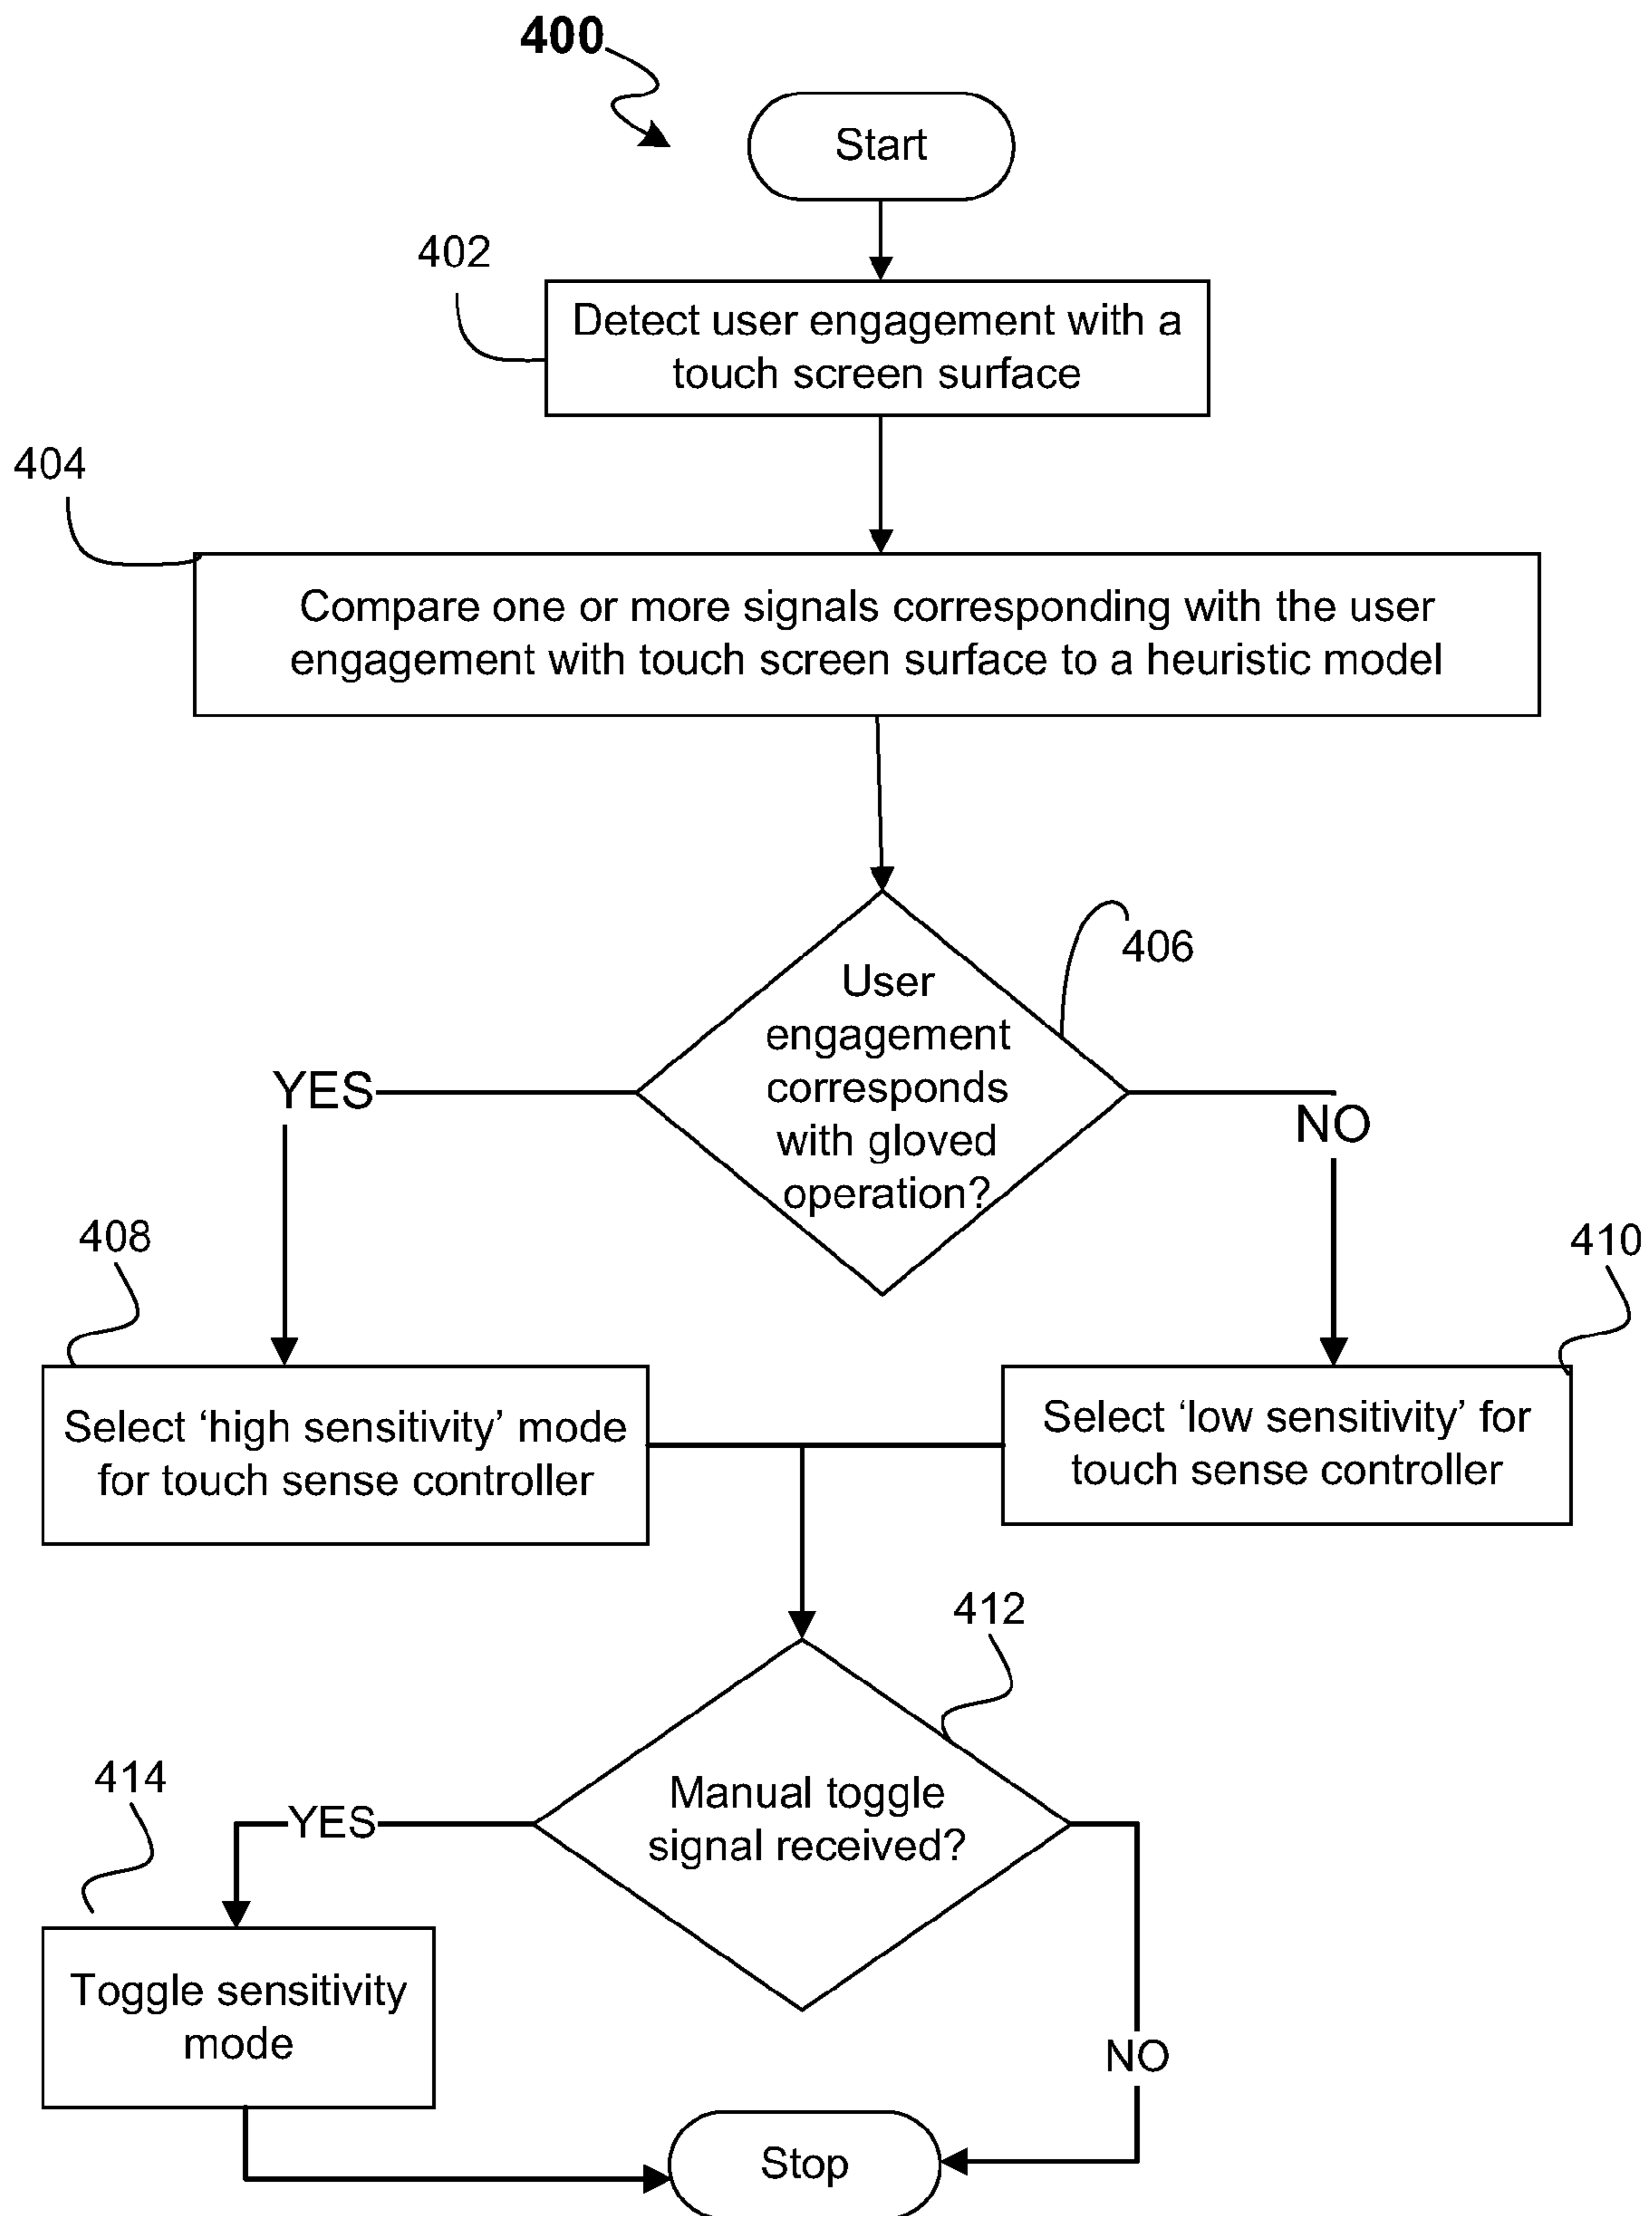 400
Start
402
Detect user engagement with a
touch screen surface
404
Compare one or more signals corresponding with the user
engagement with touch screen surface to a heuristic model
406
User
engagement
corresponds
with gloved
operation?
YES
NO
408
410
Select ‘high sensitivity’ mode
for touch sense controller
Select ‘low sensitivity’ for
touch sense controller
412
Manual toggle
signal received?
414
YES
Toggle sensitivity
mode
NO
Stop